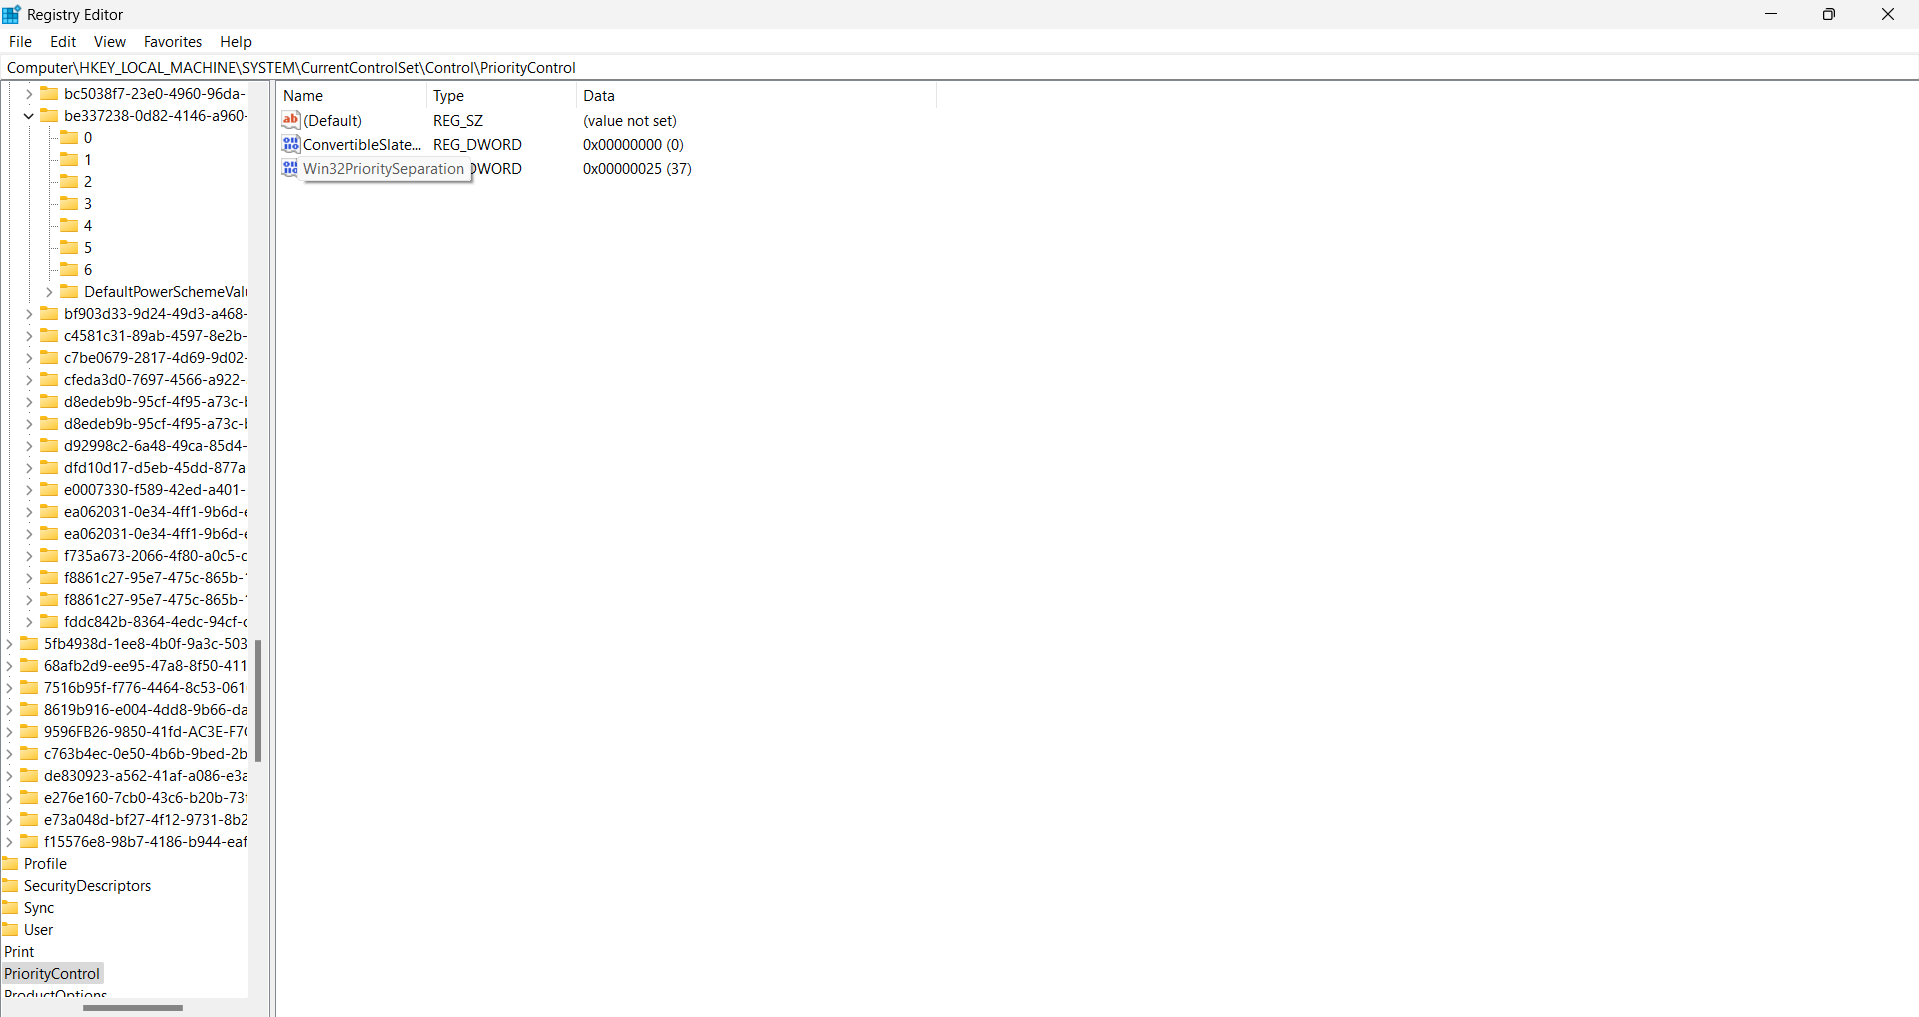 Registry Editor
File Edit View Favorites Help
Computer\HKEY_LOCAL_MACHINE\SYSTEM\CurrentControlSet\Control\PriorityControl
bc5038f7-23e0-4960-96da-
be337238-0d82-4146-a960-
0
1
2
3
4
5
6
DefaultPowerSchemeValu
bf903d33-9d24-49d3-a468-
c4581c31-89ab-4597-8e2b-
c7be0679-2817-4d69-9d02-
cfeda3d0-7697-4566-a922-
d8edeb9b-95cf-4f95-a73c-
d8edeb9b-95cf-4f95-a73c-
d92998c2-6a48-49ca-85d4-
dfd10d17-d5eb-45dd-877a
e0007330-f589-42ed-a401-
ea062031-0e34-4ff1-9b6d-
ea062031-0e34-4ff1-9b6d-
f735a673-2066-4f80-a0c5-
f8861c27-95e7-475c-865b-
f8861c27-95e7-475c-865b-
fddc842b-8364-4edc-94cf-
5fb4938d-1ee8-4b0f-9a3c-503
68afb2d9-ee95-47a8-8f50-411
7516b95f-f776-4464-8c53-061
8619b916-e004-4dd8-9b66-da
9596FB26-9850-41fd-AC3E-F7
c763b4ec-0e50-4b6b-9bed-2b
de830923-a562-41af-a086-e3a
e276e160-7cb0-43c6-b20b-73
e73a048d-bf27-4f12-9731-8b2
f15576e8-98b7-4186-b944-eaf
Profile
SecurityDescriptors
Sync
User
Print
PriorityControl
ProductOptions
Name Type Data
(Default) REG_SZ (value not set)
ConvertibleSlate... REG_DWORD 0x00000000 (0)
Win32PrioritySeparation DWORD 0x00000025 (37)